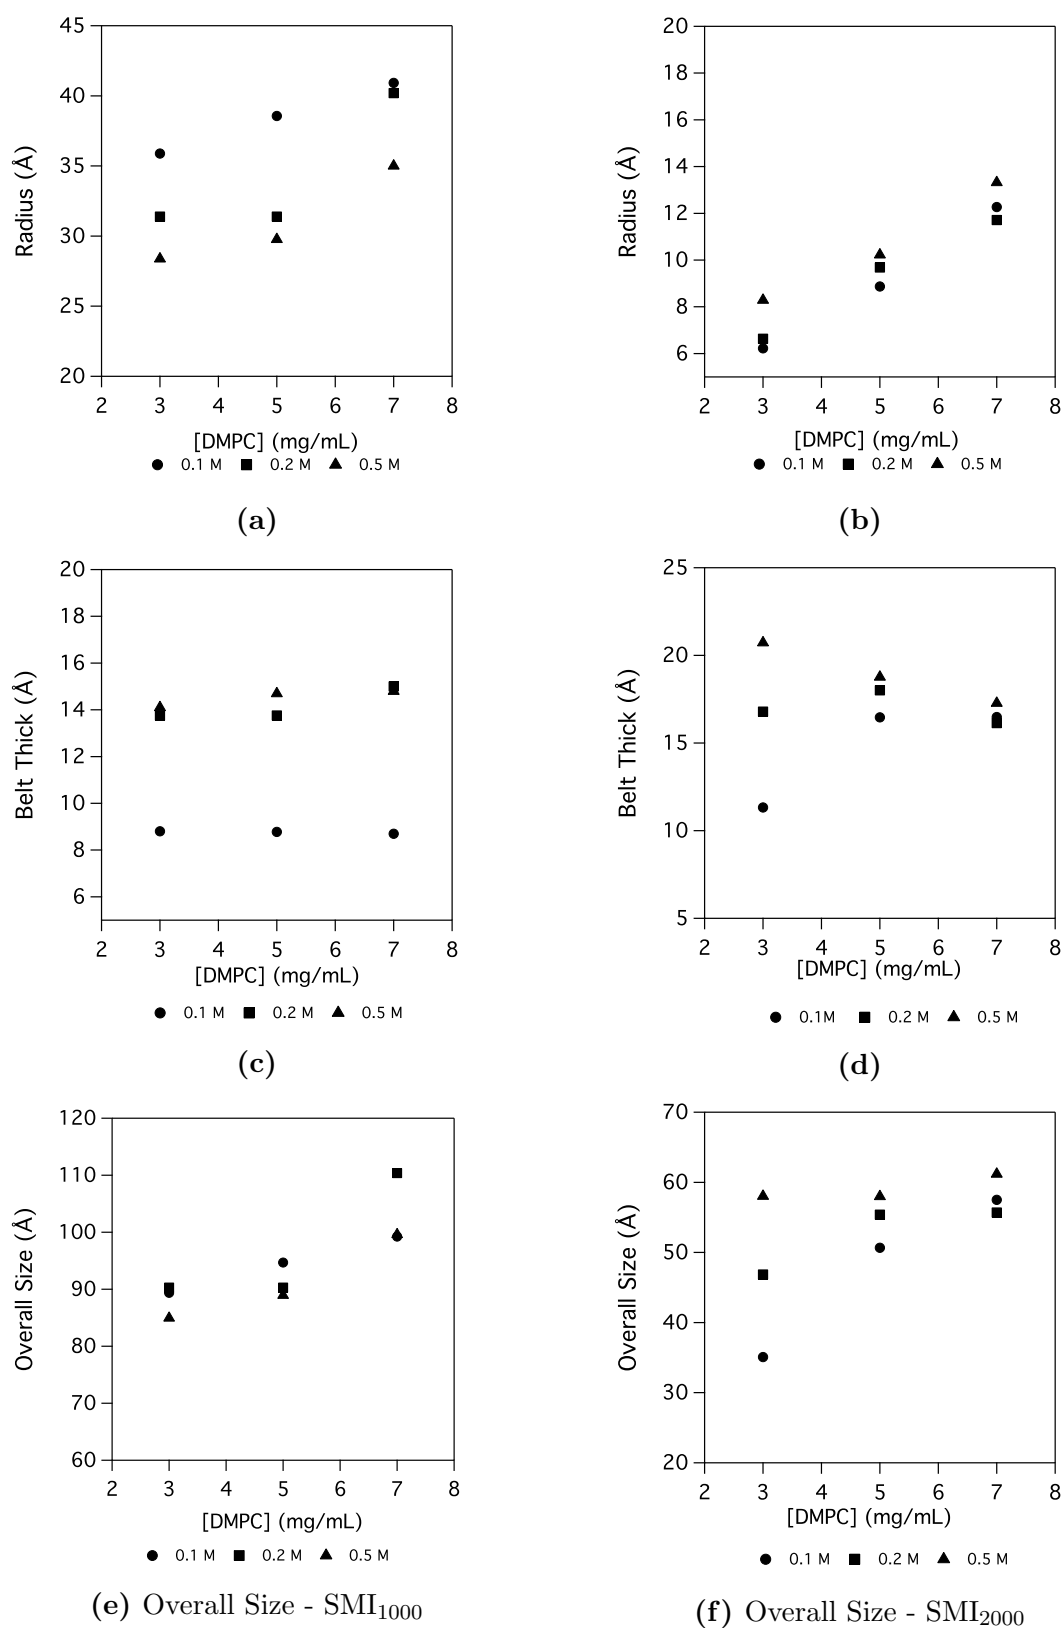 45
40
35
30
25
20
Radius (Å)
2 3 4 5 6 7 8
[DMPC] (mg/mL)
0.1 M 0.2 M 0.5 M
(a)
20
18
16
14
12
10
8
6
Radius (Å)
2 3 4 5 6 7 8
[DMPC] (mg/mL)
0.1 M 0.2 M 0.5 M
(b)
20
18
16
14
12
10
8
6
Belt Thick (Å)
2 3 4 5 6 7 8
[DMPC] (mg/mL)
0.1 M 0.2 M 0.5 M
(c)
25
20
15
10
5
Belt Thick (Å)
2 3 4 5 6 7 8
[DMPC] (mg/mL)
0.1M 0.2 M 0.5 M
(d)
120
110
100
90
80
70
60
Overall Size (Å)
2 3 4 5 6 7 8
[DMPC] (mg/mL)
0.1 M 0.2 M 0.5 M
(e) Overall Size - SMI1000
70
60
50
40
30
20
Overall Size (Å)
2 3 4 5 6 7 8
[DMPC] (mg/mL)
0.1 M 0.2 M 0.5 M
(f) Overall Size - SMI2000